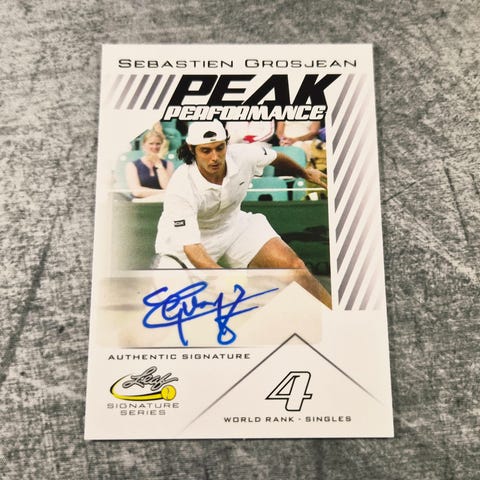 SEBASTIEN GROSJEAN
PEAK
PERFORMANCE
AUTHENTIC SIGNATURE
Leaf
SIGNATURE
SERIES
4
WORLD RANK - SINGLES